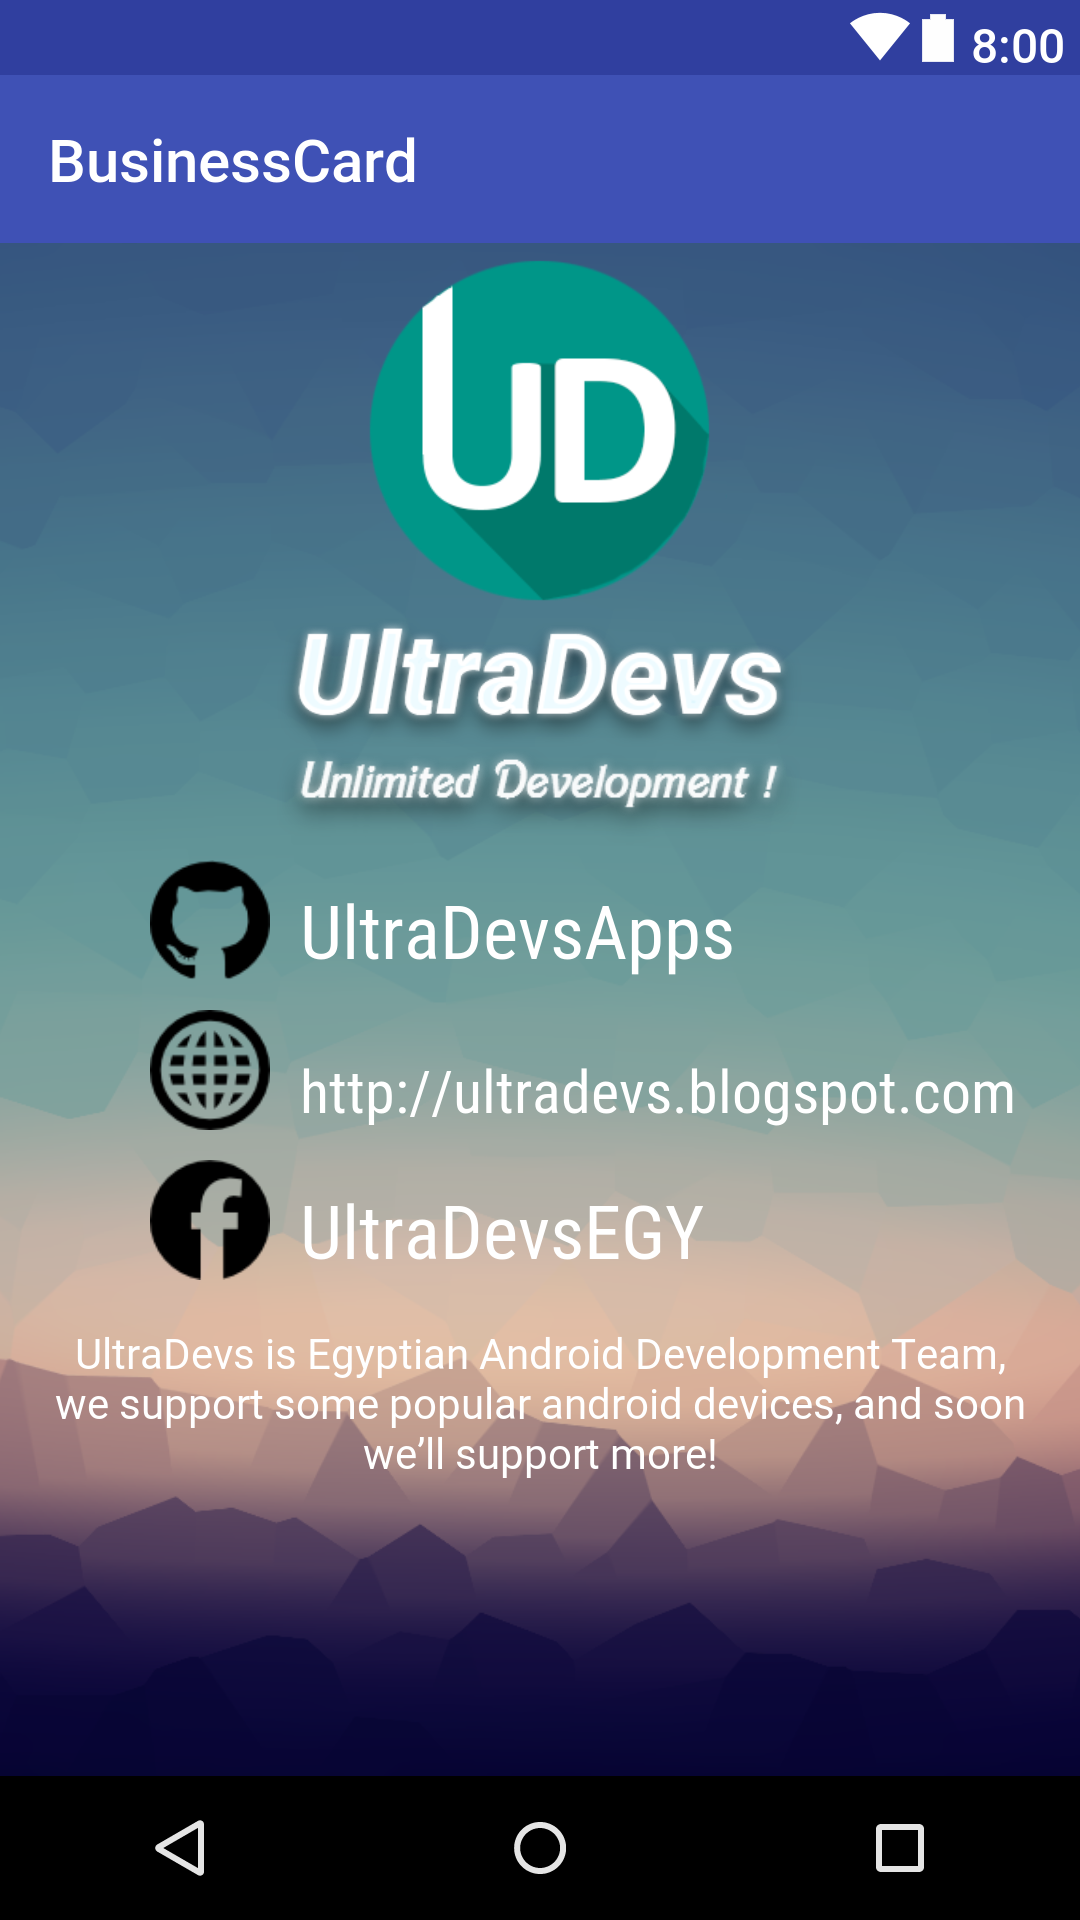 8:00
BusinessCard
UD
UltraDevs
Unlimited Development !
UltraDevsApps
http://ultradevs.blogspot.com
UltraDevsEGY
UltraDevs is Egyptian Android Development Team,
we support some popular android devices, and soon
we’ll support more!